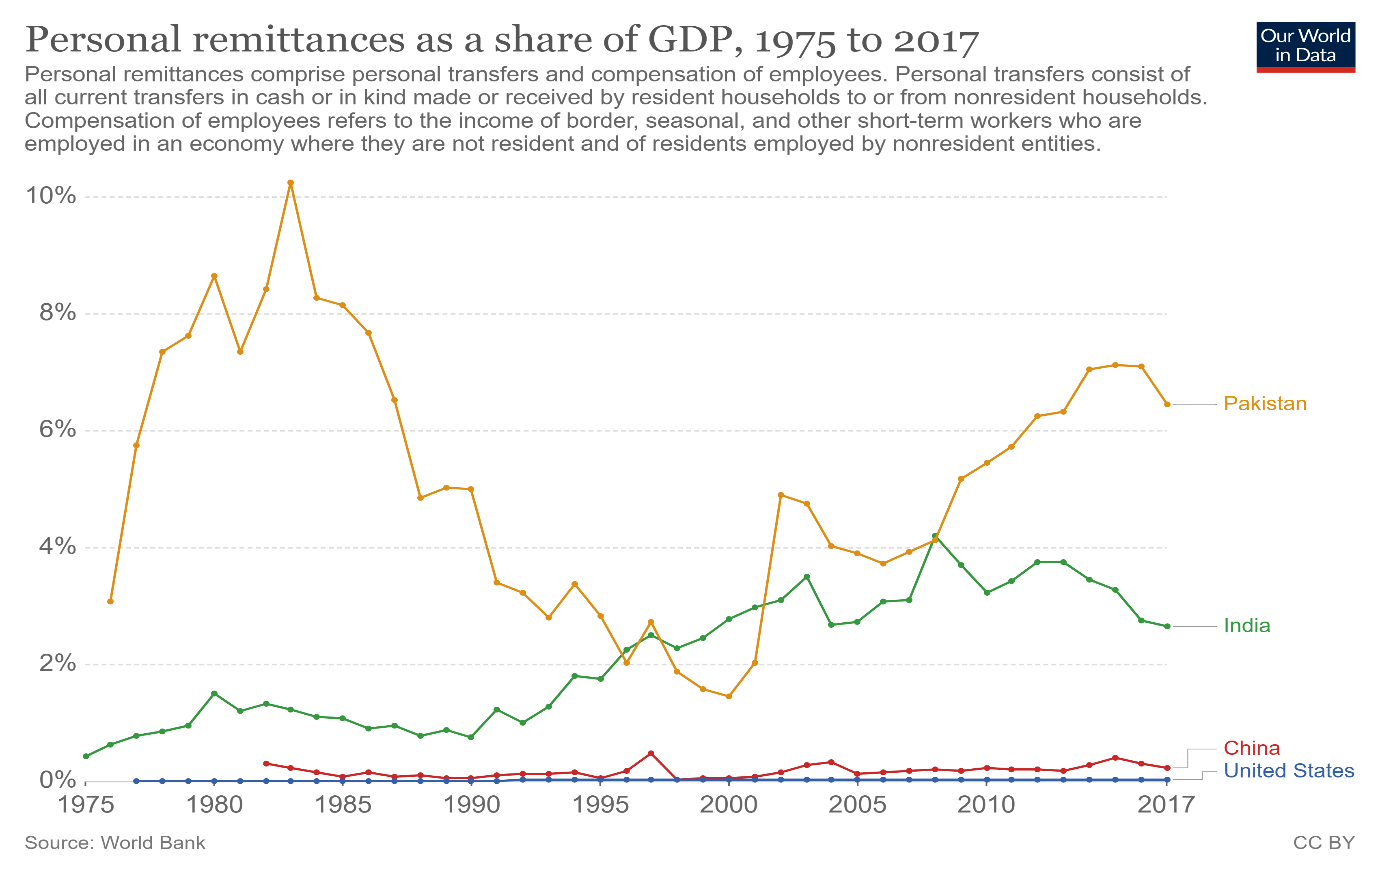 Personal remittances as a share of GDP, 1975 to 2017
Our World
in Data
Personal remittances comprise personal transfers and compensation of employees. Personal transfers consist of
all current transfers in cash or in kind made or received by resident households to or from nonresident households.
Compensation of employees refers to the income of border, seasonal, and other short-term workers who are
employed in an economy where they are not resident and of residents employed by nonresident entities.
10%
8%
6%
4%
2%
0%
Pakistan
India
China
United States
1975 1980 1985 1990 1995 2000 2005 2010 2017
Source: World Bank
CC BY